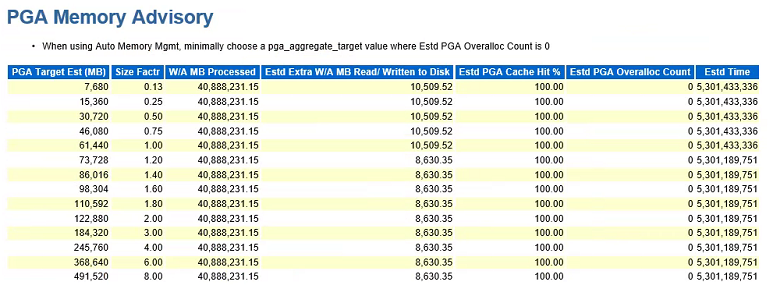 PGA Memory Advisory
• When using Auto Memory Mgmt, minimally choose a pga_aggregate_target value where Estd PGA Overalloc Count is 0
PGA Target Est (MB) Size Factr W/A MB Processed Estd Extra W/A MB Read/ Written to Disk Estd PGA Cache Hit % Estd PGA Overalloc Count Estd Time
7,680 0.13 40,888,231.15 10,509.52 100.00 0 5,301,433,336
15,360 0.25 40,888,231.15 10,509.52 100.00 0 5,301,433,336
30,720 0.50 40,888,231.15 10,509.52 100.00 0 5,301,433,336
46,080 0.75 40,888,231.15 10,509.52 100.00 0 5,301,433,336
61,440 1.00 40,888,231.15 10,509.52 100.00 0 5,301,433,336
73,728 1.20 40,888,231.15 8,630.35 100.00 0 5,301,189,751
86,016 1.40 40,888,231.15 8,630.35 100.00 0 5,301,189,751
98,304 1.60 40,888,231.15 8,630.35 100.00 0 5,301,189,751
110,592 1.80 40,888,231.15 8,630.35 100.00 0 5,301,189,751
122,880 2.00 40,888,231.15 8,630.35 100.00 0 5,301,189,751
184,320 3.00 40,888,231.15 8,630.35 100.00 0 5,301,189,751
245,760 4.00 40,888,231.15 8,630.35 100.00 0 5,301,189,751
368,640 6.00 40,888,231.15 8,630.35 100.00 0 5,301,189,751
491,520 8.00 40,888,231.15 8,630.35 100.00 0 5,301,189,751